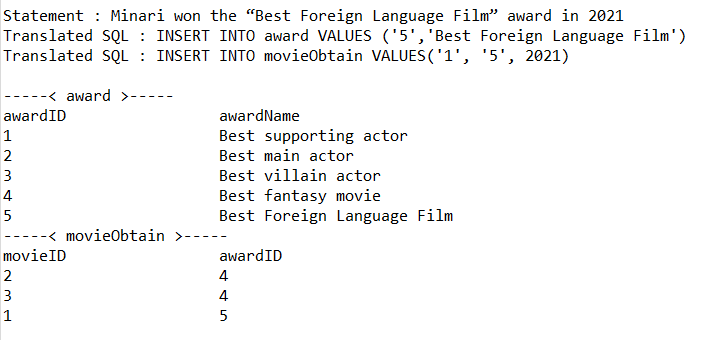 Statement : Minari won the “Best Foreign Language Film” award in 2021
Translated SQL : INSERT INTO award VALUES ('5','Best Foreign Language Film')
Translated SQL : INSERT INTO movieObtain VALUES('1', '5', 2021)
-----< award >-----
awardID awardName
1 Best supporting actor
2 Best main actor
3 Best villain actor
4 Best fantasy movie
5 Best Foreign Language Film
-----< movieObtain >-----
movieID awardID
2 4
3 4
1 5